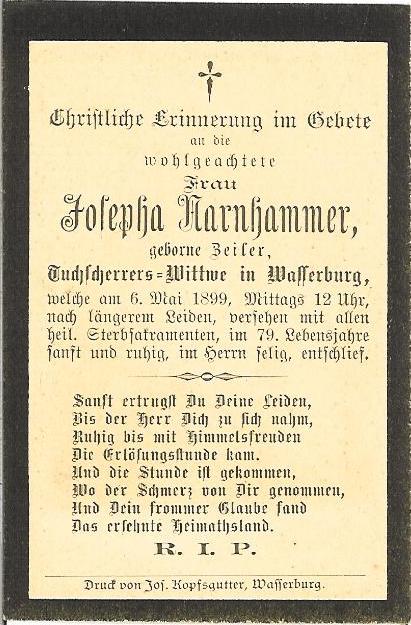 Christliche Erinnerung im Gebete
an die
wohlgeachtete
Frau
Josepha Narnhammer,
geborne Zeiser,
Tuchscherrers-Wittwe in Wasserburg,
welche am 6. Mai 1899, Mittags 12 Uhr,
nach längerem Leiden, versehen mit allen
heil. Sterbsakramenten, im 79. Lebensjahre
sanft und ruhig, im Herrn selig, entschlief.
Sanft ertrugst Du Deine Leiden,
Bis der Herr Dich zu sich nahm,
Ruhig bis mit Himmelsfreuden
Die Erlösungsstunde kam.
Und die Stunde ist gekommen,
Wo der Schmerz von Dir genommen,
Und Dein frommer Glaube fand
Das ersehnte Heimathsland.
R. I. P.
Druck von Jos. Kopfsgutter, Wasserburg.